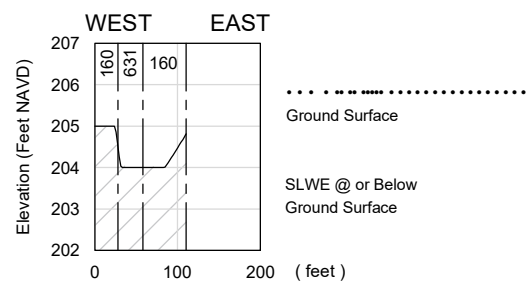 WEST EAST
207
206
205
204
203
202
Elevation (Feet NAVD)
160 631 160
0 100 200 ( feet )
Ground Surface
SLWE @ or Below
Ground Surface